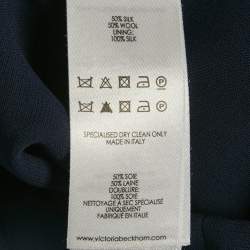 50% SILK
50% WOOL
LINING:
100% SILK
SPECIALISED DRY CLEAN ONLY
MADE IN ITALY
50% SOIE
50% LAINE
DOUBLURE:
100% SOIE
NETTOYAGE A SEC SPECIALISE
UNIQUEMENT
FABRIQUE EN ITALIE
www.victoriabeckham.com